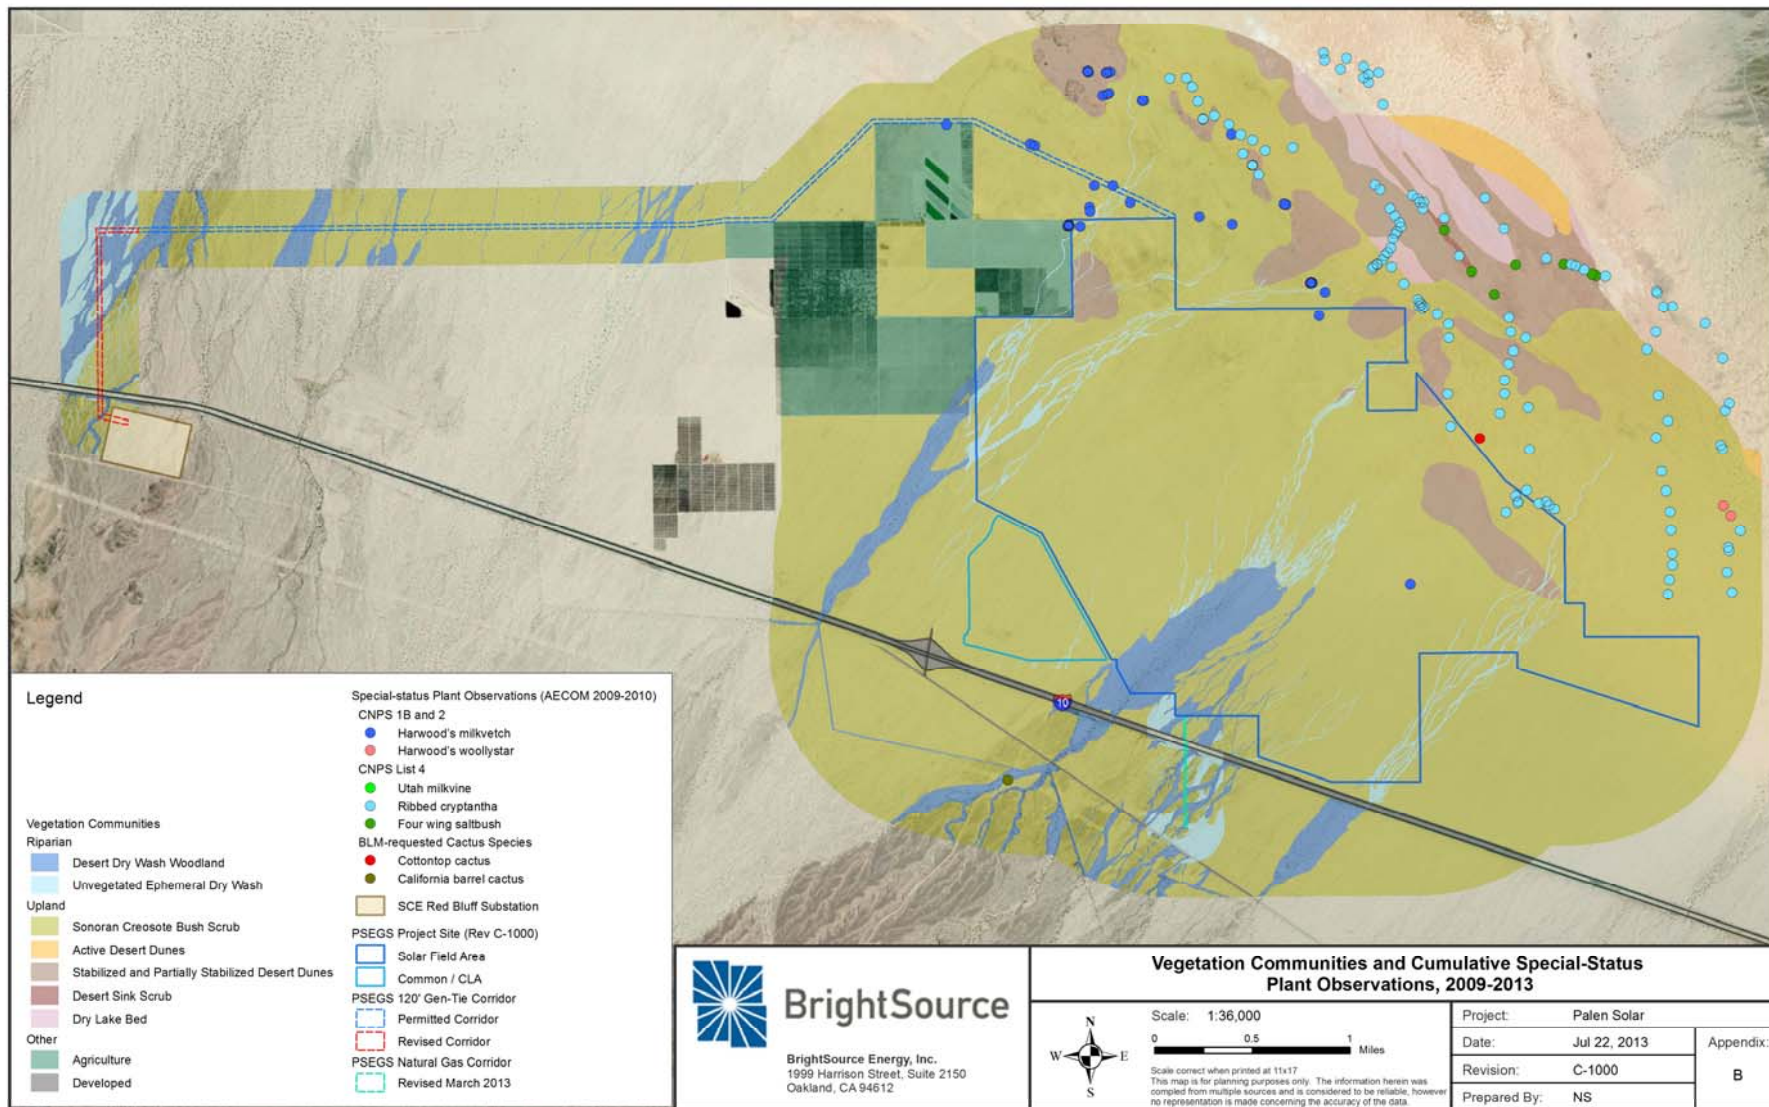 10
Legend
Vegetation Communities
Riparian
Desert Dry Wash Woodland
Unvegetated Ephemeral Dry Wash
Upland
Sonoran Creosote Bush Scrub
Active Desert Dunes
Stabilized and Partially Stabilized Desert Dunes
Desert Sink Scrub
Dry Lake Bed
Other
Agriculture
Developed
Special-status Plant Observations (AECOM 2009-2010)
CNPS 1B and 2
Harwood's milkvetch
Harwood's woollystar
CNPS List 4
Utah milkvine
Ribbed cryptantha
Four wing saltbush
BLM-requested Cactus Species
Cottontop cactus
California barrel cactus
SCE Red Bluff Substation
PSEGS Project Site (Rev C-1000)
Solar Field Area
Common / CLA
PSEGS 120' Gen-Tie Corridor
Permitted Corridor
Revised Corridor
PSEGS Natural Gas Corridor
Revised March 2013
BrightSource
BrightSource Energy, Inc.
1999 Harrison Street, Suite 2150
Oakland, CA 94612
Vegetation Communities and Cumulative Special-Status
Plant Observations, 2009-2013
N
W E
S
Scale: 1:36,000
0 0.5 1
Miles
Scale correct when printed at 11x17
This map is for planning purposes only. The information herein was
compled from multiple sources and is considered to be reliable, however
no representation is made concerning the accuracy of the data.
Project: Palen Solar
Date: Jul 22, 2013
Revision: C-1000
Prepared By: NS
Appendix:
B